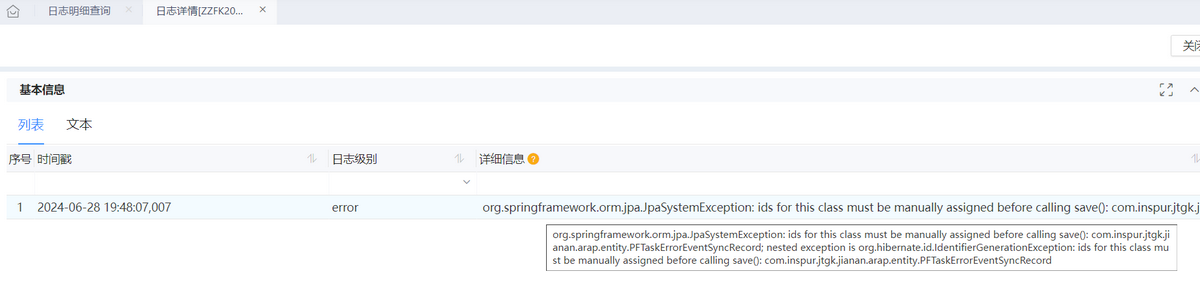 日志明细查询 × 日志详情[ZZFK20... ×
关闭
基本信息
列表 文本
序号 时间戳 日志级别 详细信息 ?
1 2024-06-28 19:48:07,007 error org.springframework.orm.jpa.JpaSystemException: ids for this class must be manually assigned before calling save(): com.inspur.jtgk.j
org.springframework.orm.jpa.JpaSystemException: ids for this class must be manually assigned before calling save(): com.inspur.jtgk.ji
anan.arap.entity.PFTaskErrorEventSyncRecord; nested exception is org.hibernate.id.IdentifierGenerationException: ids for this class mu
st be manually assigned before calling save(): com.inspur.jtgk.jianan.arap.entity.PFTaskErrorEventSyncRecord